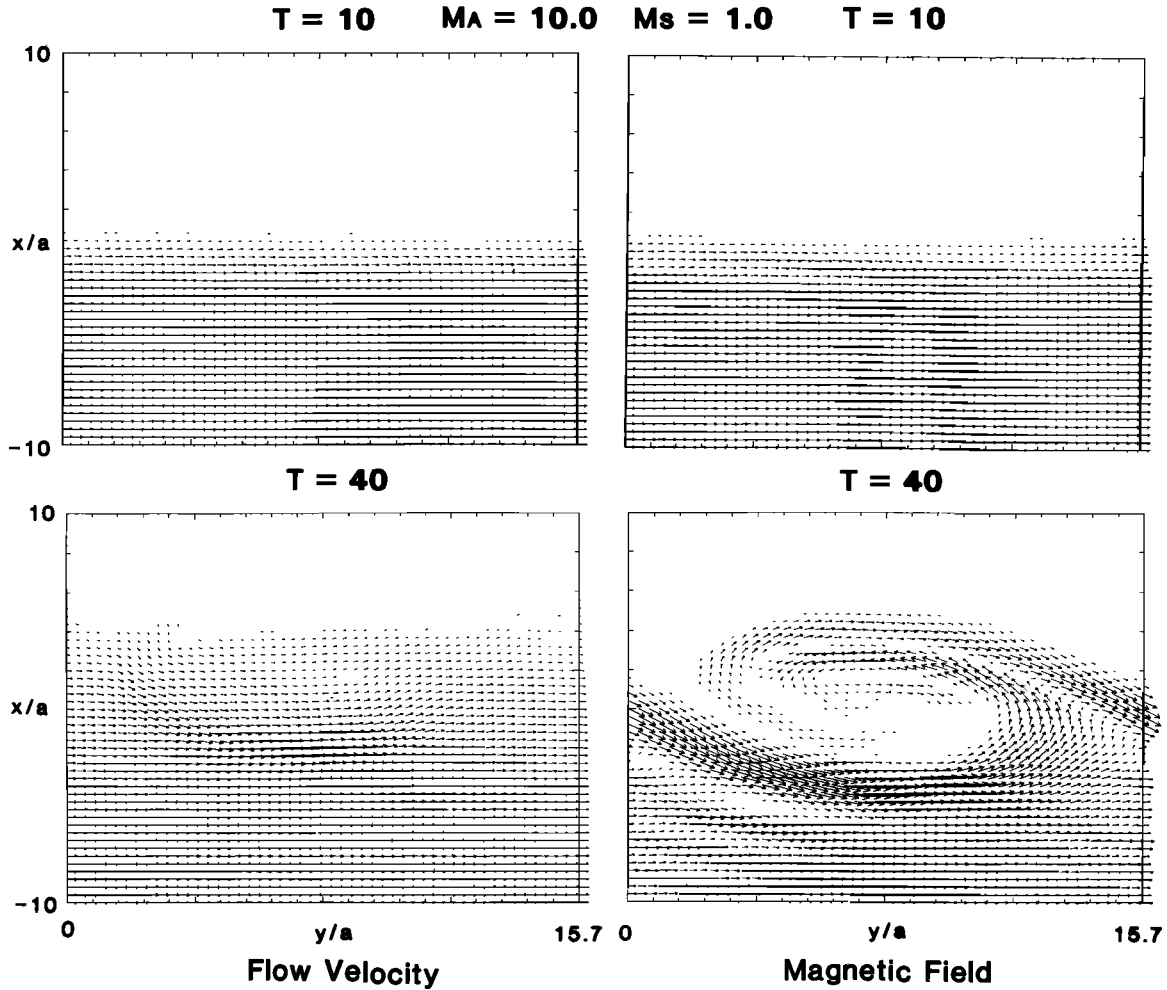 T = 10 MA = 10.0 Ms = 1.0 T = 10
10
x/a
-10
T = 40 T = 40
10
x/a
-10
0 y/a 15.7 0 y/a 15.7
Flow Velocity Magnetic Field